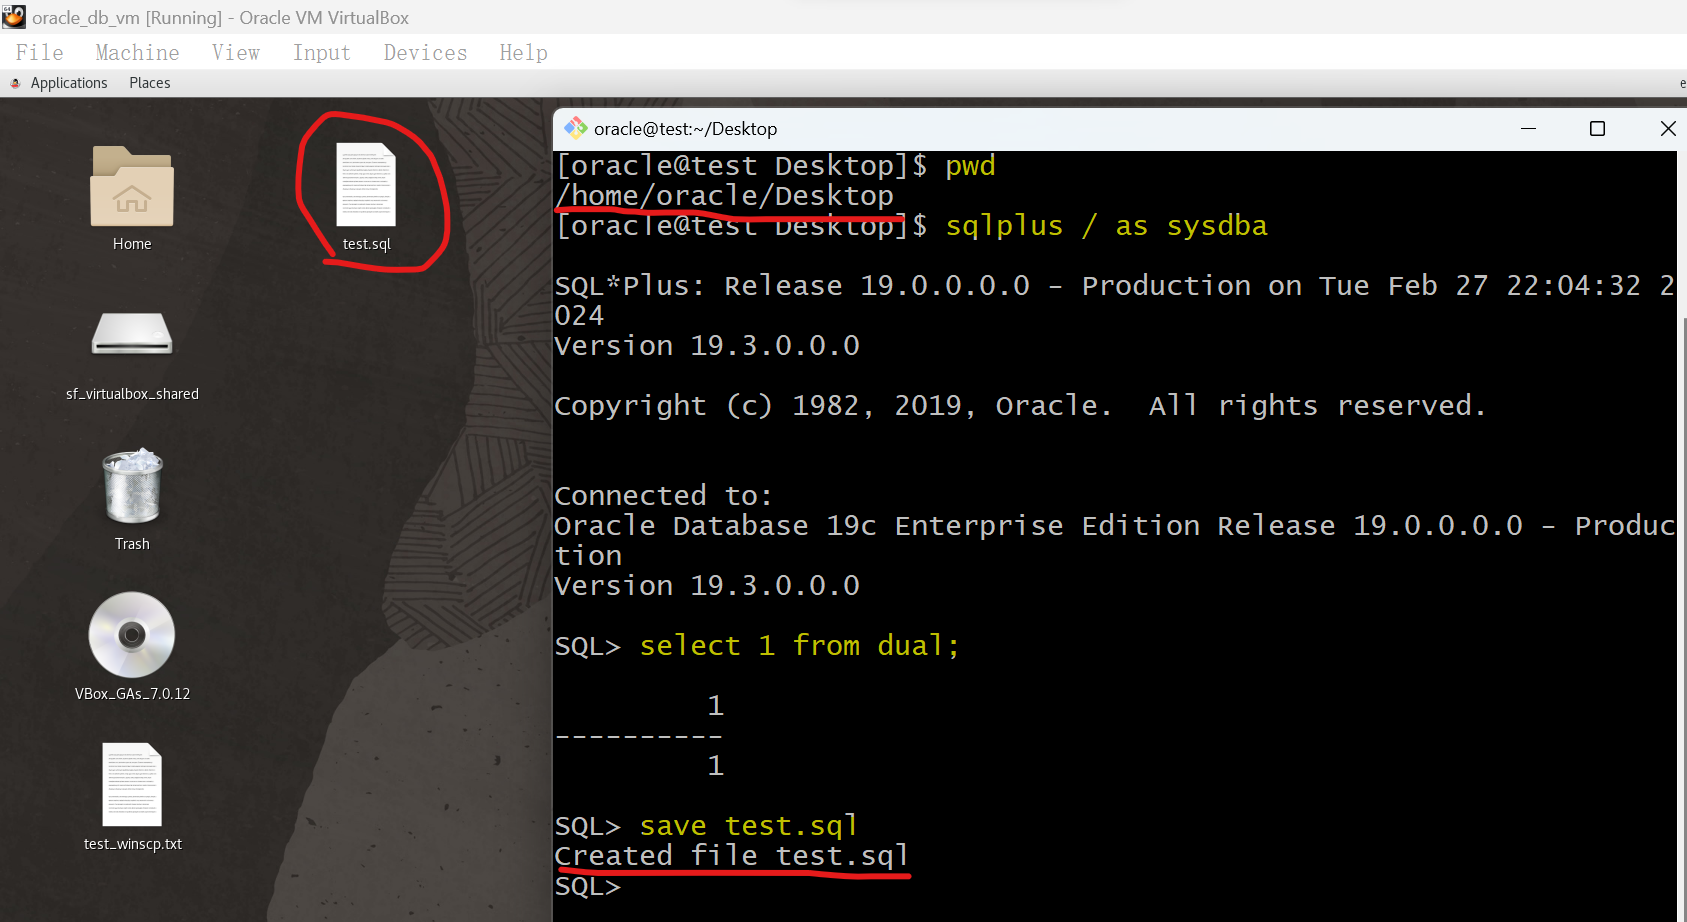 oracle_db_vm [Running] - Oracle VM VirtualBox
File Machine View Input Devices Help
Applications Places
e
Home
test.sql
sf_virtualbox_shared
Trash
VBox_GAs_7.0.12
test_winscp.txt
oracle@test:~/Desktop
[oracle@test Desktop]$ pwd
/home/oracle/Desktop
[oracle@test Desktop]$ sqlplus / as sysdba
SQL*Plus: Release 19.0.0.0.0 - Production on Tue Feb 27 22:04:32 2
024
Version 19.3.0.0.0
Copyright (c) 1982, 2019, Oracle.  All rights reserved.
Connected to:
Oracle Database 19c Enterprise Edition Release 19.0.0.0.0 - Produc
tion
Version 19.3.0.0.0
SQL> select 1 from dual;
1
----------
1
SQL> save test.sql
Created file test.sql
SQL>